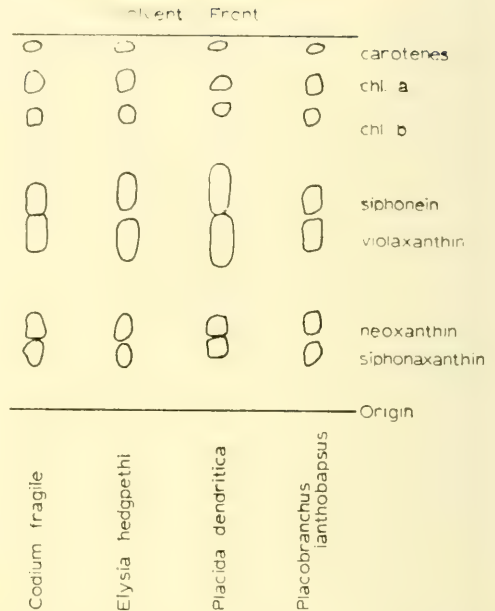 Front
carotenes
chl. a
chl b
siphonein
violaxanthin
neoxanthin
siphonaxanthin
Origin
Codium fragile
Elysia hedgpethi
Placida dendritica
Placobranchus
ianthobapsus